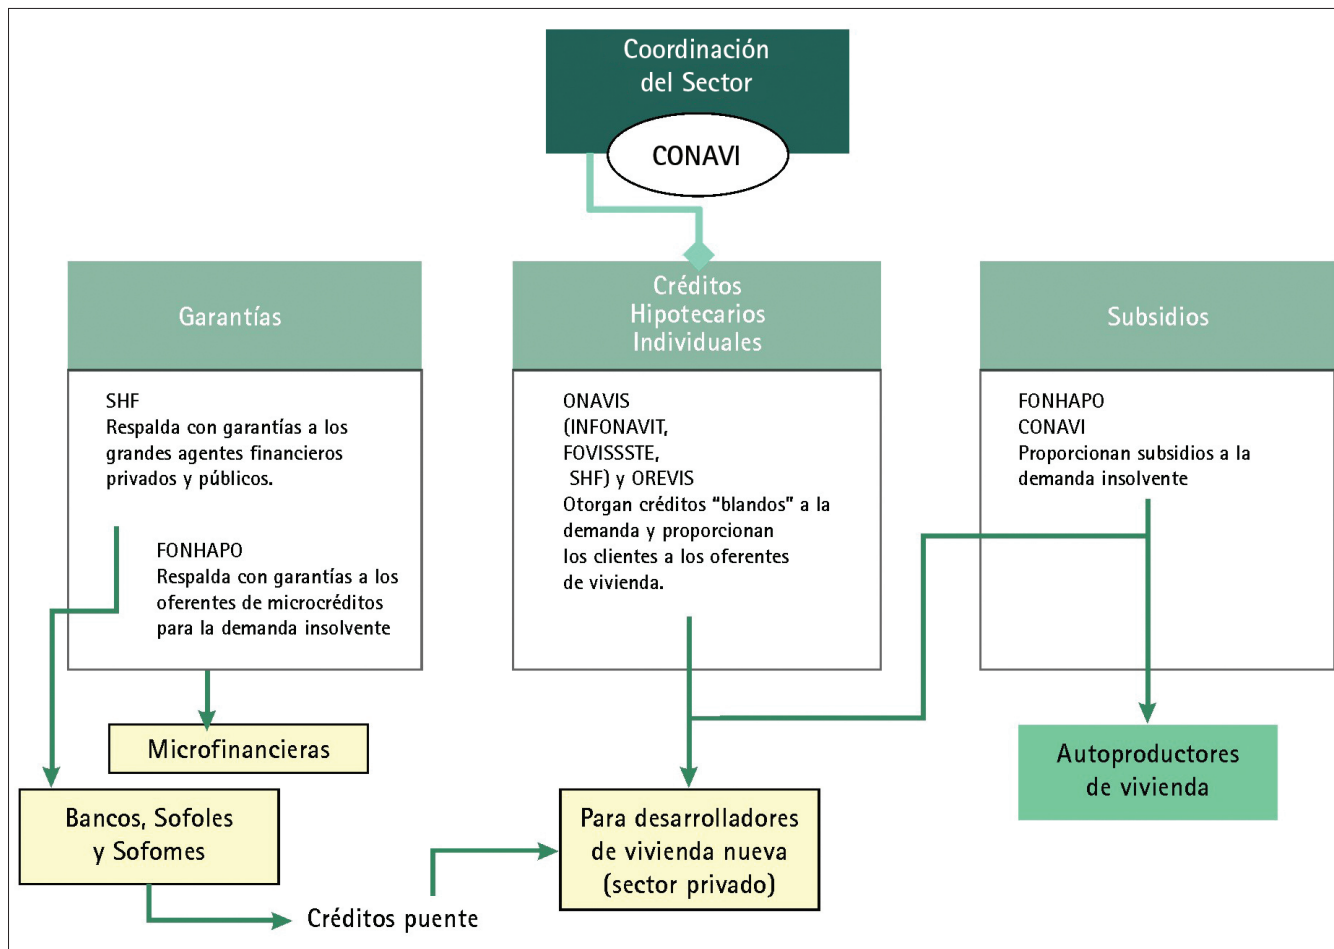 Coordinación
del Sector
CONAVI
Garantías
SHF
Respalda con garantías a los
grandes agentes financieros
privados y públicos.
FONHAPO
Respalda con garantías a los
oferentes de microcréditos
para la demanda insolvente
Créditos
Hipotecarios
Individuales
ONAVIS
(INFONAVIT,
FOVISSSTE,
SHF) y OREVIS
Otorgan créditos “blandos” a la
demanda y proporcionan
los clientes a los oferentes
de vivienda.
Subsidios
FONHAPO
CONAVI
Proporcionan subsidios a la
demanda insolvente
Microfinancieras
Bancos, Sofoles
y Sofomes
Créditos puente
Para desarrolladores
de vivienda nueva
(sector privado)
Autoproductores
de vivienda